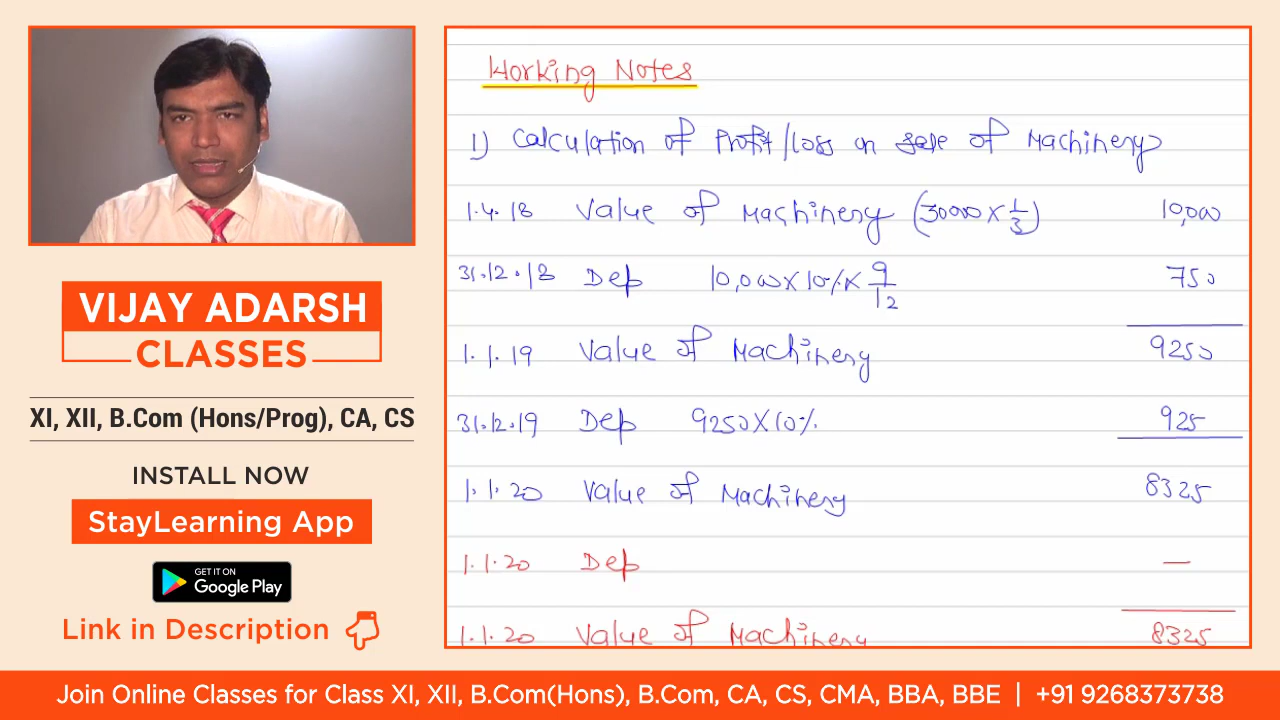 VIJAY ADARSH
CLASSES
XI, XII, B.Com (Hons/Prog), CA, CS
INSTALL NOW
StayLearning App
GET IT ON
Google Play
Link in Description
Working Notes
1) Calculation of Profit/Loss on Sale of Machinery
1.4.18 Value of Machinery (30000 × 1/3) 10,000
31.12.18 Dep 10,000 × 10% × 9/12 750
1.1.19 Value of Machinery 9250
31.12.19 Dep 9250 × 10% 925
1.1.20 Value of Machinery 8325
1.1.20 Dep —
1.1.20 Value of Machinery 8325
Join Online Classes for Class XI, XII, B.Com(Hons), B.Com, CA, CS, CMA, BBA, BBE | +91 9268373738